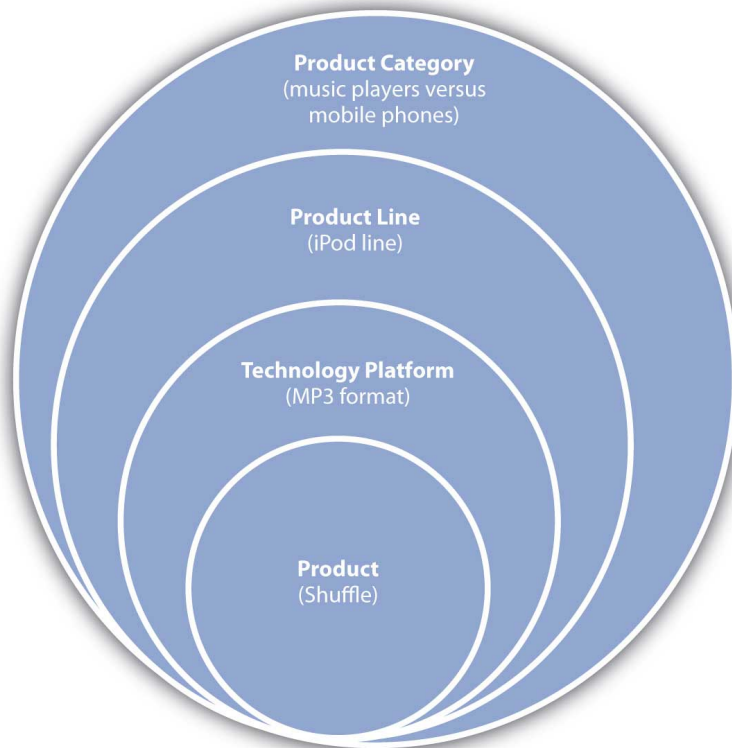 Product Category
(music players versus
mobile phones)
Product Line
(iPod line)
Technology Platform
(MP3 format)
Product
(Shuffle)